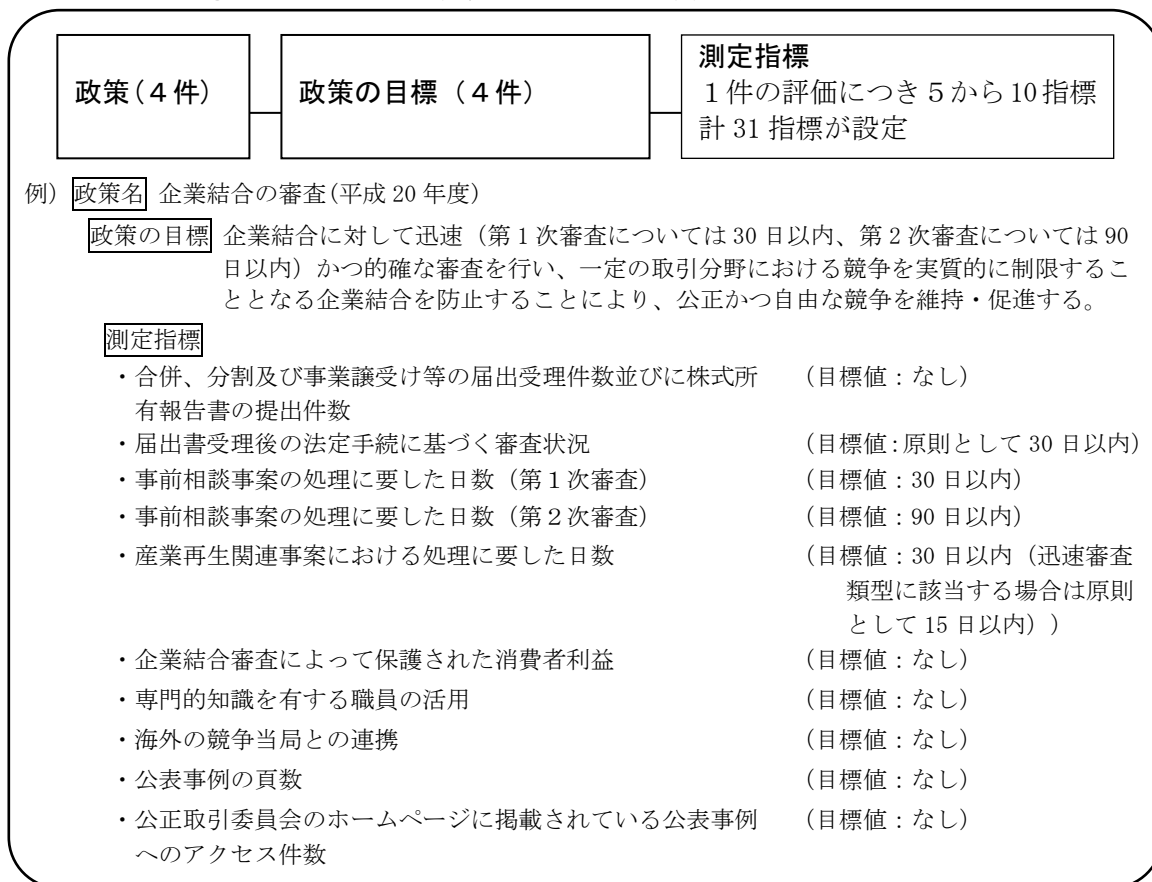 政策(４件)
政策の目標（４件）
測定指標
１件の評価につき５から 10 指標
計 31 指標が設定
例）政策名 企業結合の審査(平成 20 年度)
政策の目標 企業結合に対して迅速（第１次審査については 30 日以内、第２次審査については 90
日以内）かつ的確な審査を行い、一定の取引分野における競争を実質的に制限するこ
ととなる企業結合を防止することにより、公正かつ自由な競争を維持・促進する。
測定指標
・合併、分割及び事業譲受け等の届出受理件数並びに株式所 （目標値：なし）
有報告書の提出件数
・届出書受理後の法定手続に基づく審査状況 （目標値：原則として 30 日以内）
・事前相談事案の処理に要した日数（第１次審査） （目標値：30 日以内）
・事前相談事案の処理に要した日数（第２次審査） （目標値：90 日以内）
・産業再生関連事案における処理に要した日数 （目標値：30 日以内（迅速審査
類型に該当する場合は原則
として 15 日以内））
・企業結合審査によって保護された消費者利益 （目標値：なし）
・専門的知識を有する職員の活用 （目標値：なし）
・海外の競争当局との連携 （目標値：なし）
・公表事例の頁数 （目標値：なし）
・公正取引委員会のホームページに掲載されている公表事例 （目標値：なし）
へのアクセス件数